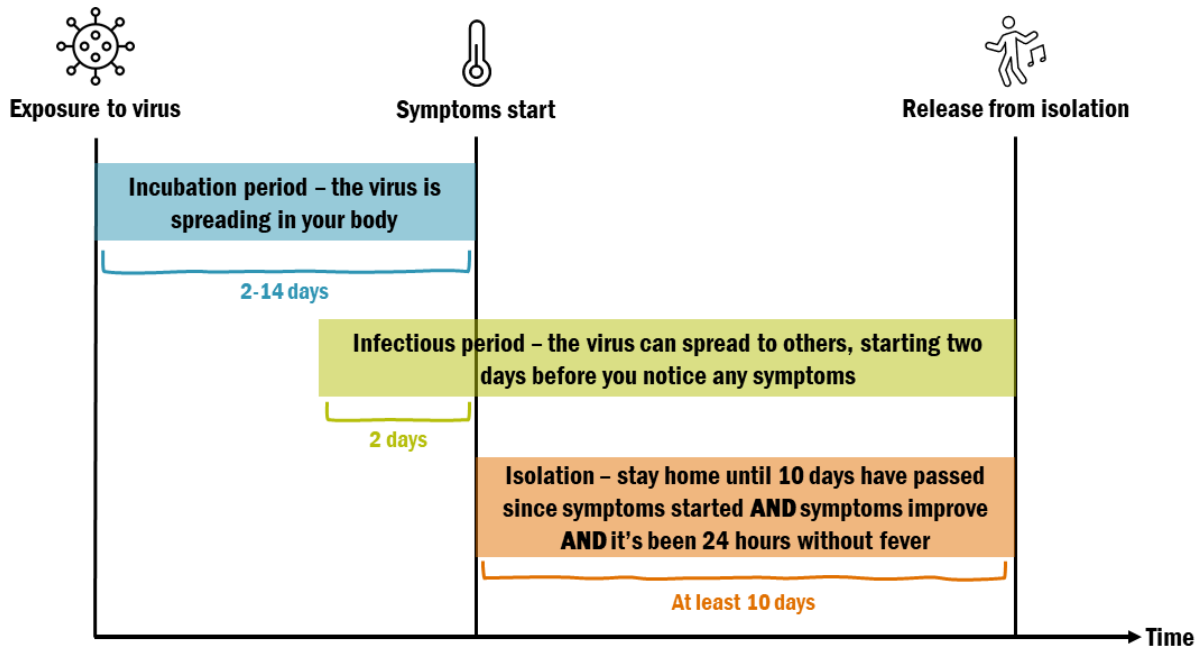 Exposure to virus
Symptoms start
Release from isolation
Incubation period – the virus is
spreading in your body
2-14 days
Infectious period – the virus can spread to others, starting two
days before you notice any symptoms
2 days
Isolation – stay home until 10 days have passed
since symptoms started AND symptoms improve
AND it's been 24 hours without fever
At least 10 days
Time